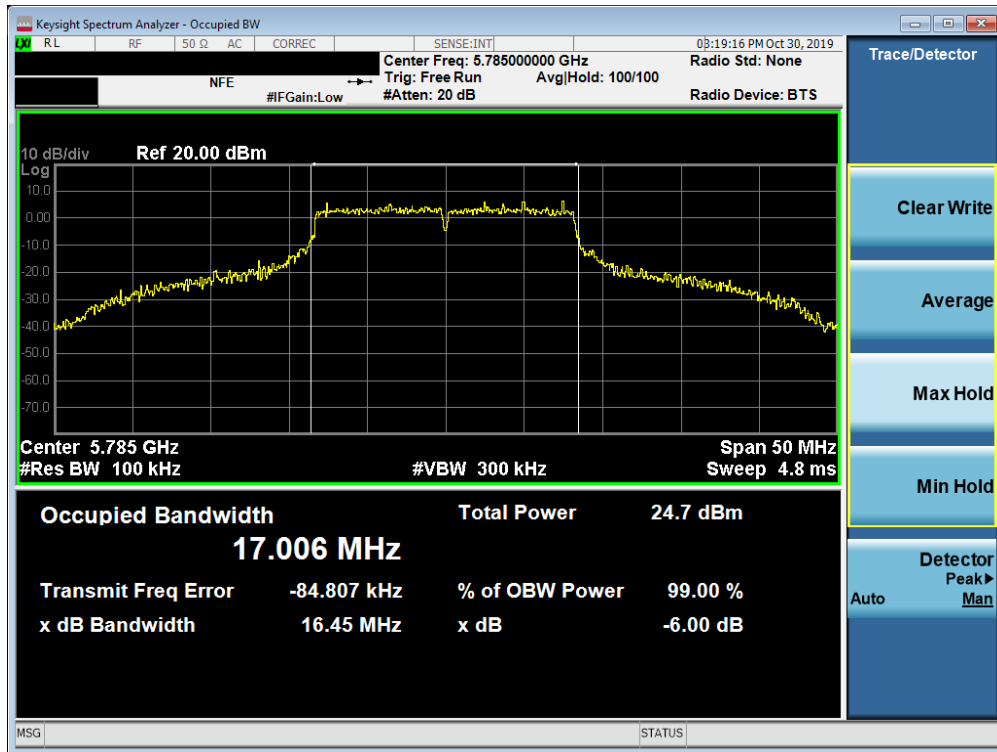 Keysight Spectrum Analyzer - Occupied BW
LXI RL RF 50 Ω AC CORREC SENSE:INT 03:19:16 PM Oct 30, 2019
Center Freq: 5.785000000 GHz Radio Std: None
NFE Trig: Free Run Avg|Hold: 100/100
#IFGain:Low #Atten: 20 dB Radio Device: BTS
10 dB/div Ref 20.00 dBm
Log
10.0
0.00
-10.0
-20.0
-30.0
-40.0
-50.0
-60.0
-70.0
Center 5.785 GHz Span 50 MHz
#Res BW 100 kHz #VBW 300 kHz Sweep 4.8 ms
Occupied Bandwidth Total Power 24.7 dBm
17.006 MHz
Transmit Freq Error -84.807 kHz % of OBW Power 99.00 %
x dB Bandwidth 16.45 MHz x dB -6.00 dB
Trace/Detector
Clear Write
Average
Max Hold
Min Hold
Detector
Peak▶
Auto Man
MSG STATUS